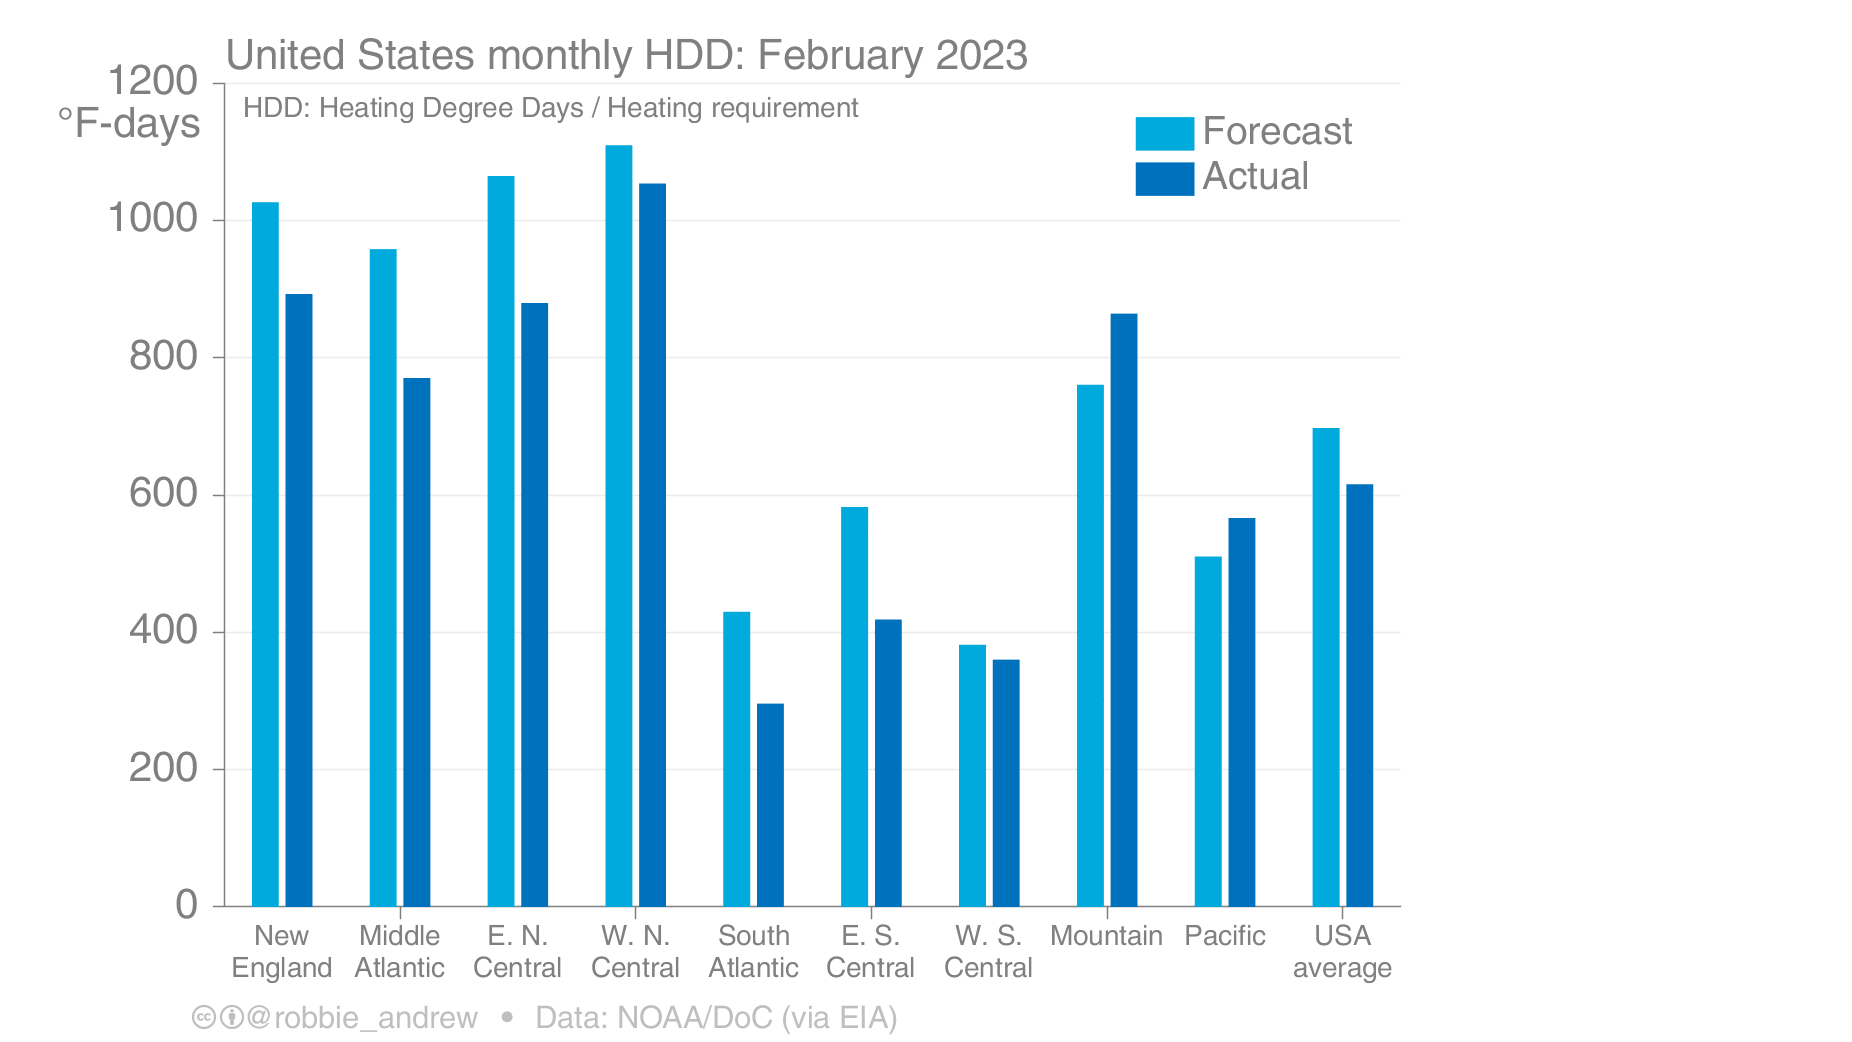 United States monthly HDD: February 2023
1200
°F-days
HDD: Heating Degree Days / Heating requirement
Forecast
Actual
1000
800
600
400
200
0
New England
Middle Atlantic
E. N. Central
W. N. Central
South Atlantic
E. S. Central
W. S. Central
Mountain
Pacific
USA average
@robbie_andrew • Data: NOAA/DoC (via EIA)